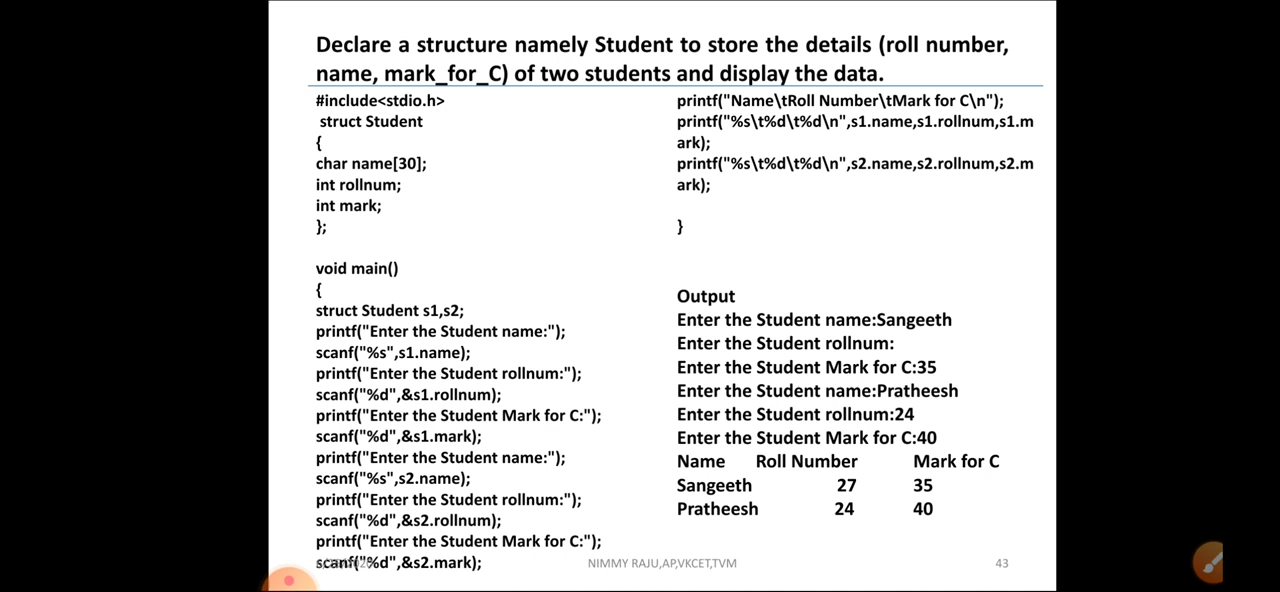 Declare a structure namely Student to store the details (roll number,
name, mark_for_C) of two students and display the data.
#include<stdio.h>
struct Student
{
char name[30];
int rollnum;
int mark;
};
void main()
{
struct Student s1,s2;
printf("Enter the Student name:");
scanf("%s",s1.name);
printf("Enter the Student rollnum:");
scanf("%d",&s1.rollnum);
printf("Enter the Student Mark for C:");
scanf("%d",&s1.mark);
printf("Enter the Student name:");
scanf("%s",s2.name);
printf("Enter the Student rollnum:");
scanf("%d",&s2.rollnum);
printf("Enter the Student Mark for C:");
scanf("%d",&s2.mark);
printf("Name\tRoll Number\tMark for C\n");
printf("%s\t%d\t%d\n",s1.name,s1.rollnum,s1.m
ark);
printf("%s\t%d\t%d\n",s2.name,s2.rollnum,s2.m
ark);
}
Output
Enter the Student name:Sangeeth
Enter the Student rollnum:
Enter the Student Mark for C:35
Enter the Student name:Pratheesh
Enter the Student rollnum:24
Enter the Student Mark for C:40
Name Roll Number Mark for C
Sangeeth 27 35
Pratheesh 24 40
NIMMY RAJU,AP,VKCET,TVM
43